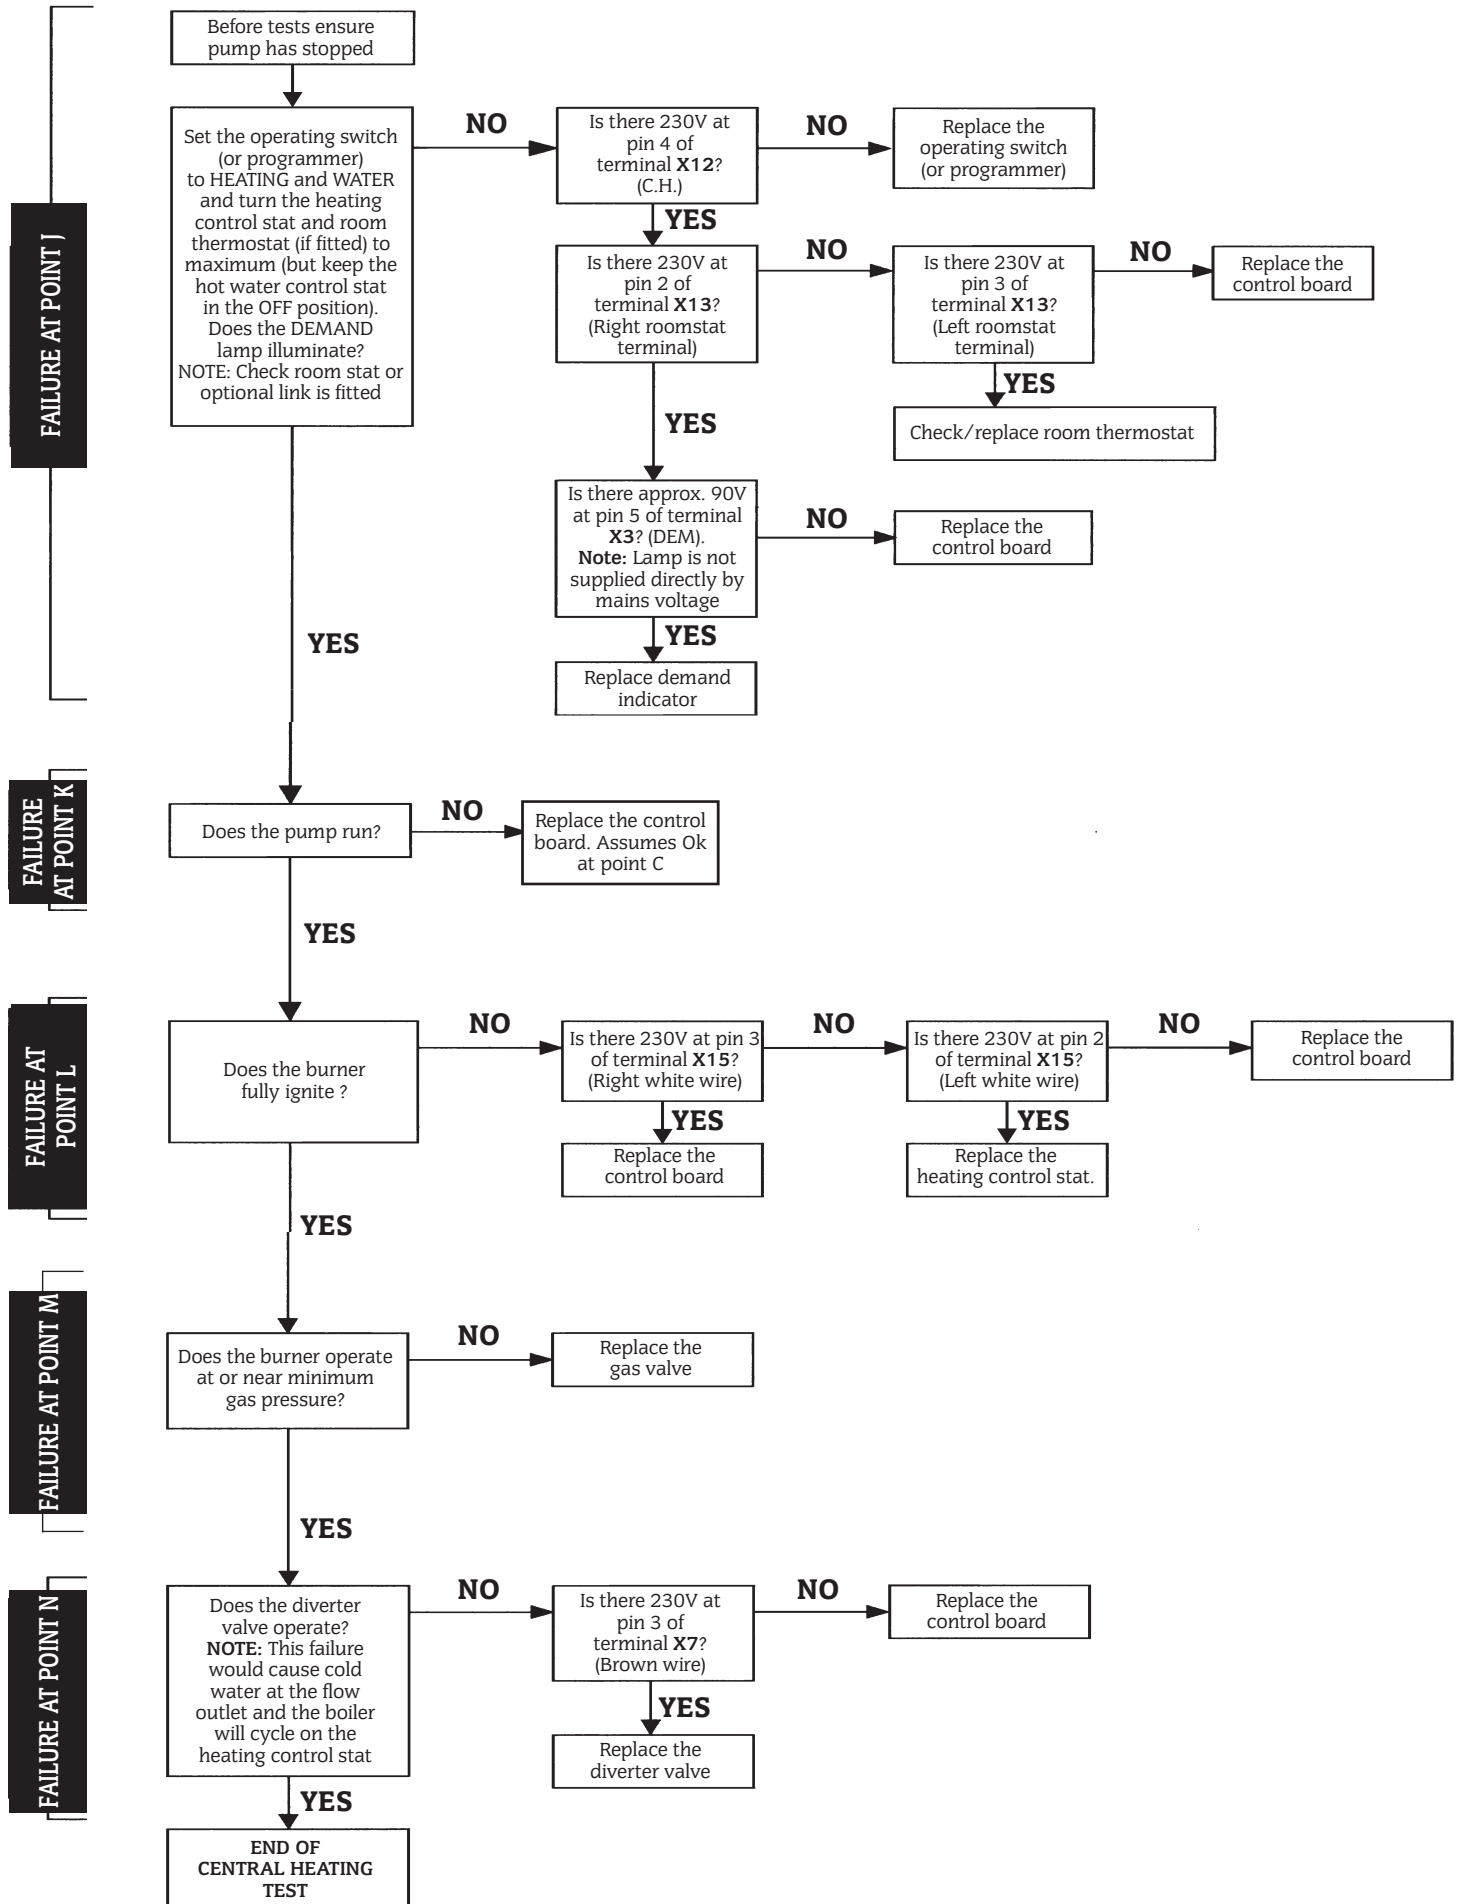 Before tests ensure
pump has stopped
FAILURE AT POINT J
Set the operating switch
(or programmer)
to HEATING and WATER
and turn the heating
control stat and room
thermostat (if fitted) to
maximum (but keep the
hot water control stat
in the OFF position).
Does the DEMAND
lamp illuminate?
NOTE: Check room stat or
optional link is fitted
NO
Is there 230V at
pin 4 of
terminal X12?
(C.H.)
NO
Replace the
operating switch
(or programmer)
YES
Is there 230V at
pin 2 of
terminal X13?
(Right roomstat
terminal)
NO
Is there 230V at
pin 3 of
terminal X13?
(Left roomstat
terminal)
NO
Replace the
control board
YES
Check/replace room thermostat
YES
Is there approx. 90V
at pin 5 of terminal
X3? (DEM).
Note: Lamp is not
supplied directly by
mains voltage
NO
Replace the
control board
YES
Replace demand
indicator
YES
FAILURE
AT POINT K
Does the pump run?
NO
Replace the control
board. Assumes Ok
at point C
YES
FAILURE AT
POINT L
Does the burner
fully ignite ?
NO
Is there 230V at pin 3
of terminal X15?
(Right white wire)
NO
Is there 230V at pin 2
of terminal X15?
(Left white wire)
NO
Replace the
control board
YES
Replace the
control board
YES
Replace the
heating control stat.
YES
FAILURE AT POINT M
Does the burner operate
at or near minimum
gas pressure?
NO
Replace the
gas valve
YES
FAILURE AT POINT N
Does the diverter
valve operate?
NOTE: This failure
would cause cold
water at the flow
outlet and the boiler
will cycle on the
heating control stat
NO
Is there 230V at
pin 3 of
terminal X7?
(Brown wire)
NO
Replace the
control board
YES
Replace the
diverter valve
YES
END OF
CENTRAL HEATING
TEST